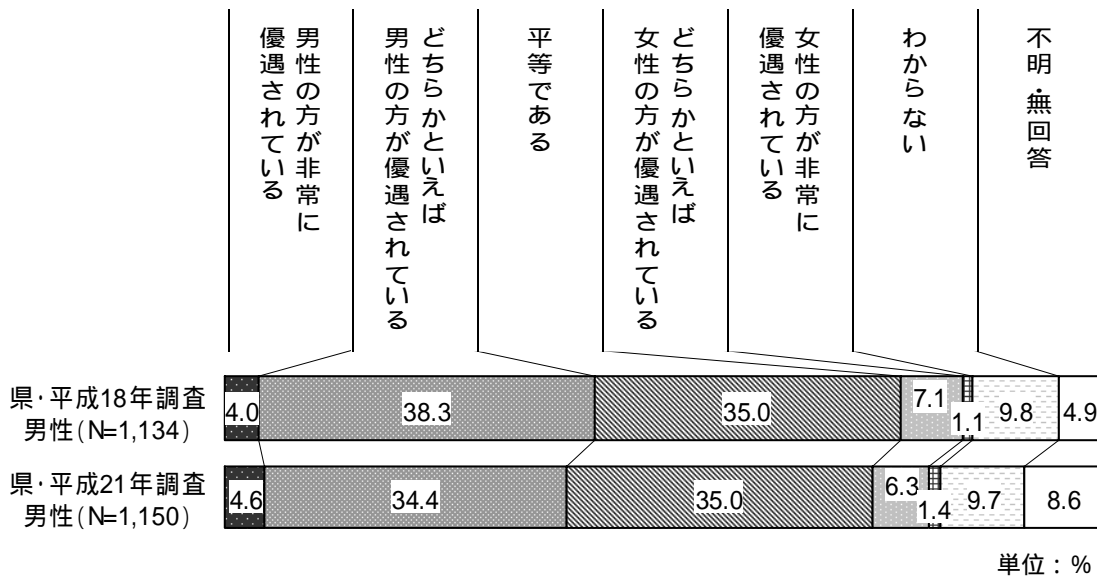 男性の方が非常に
優遇されている
どちらかといえば
男性の方が優遇されている
平等である
どちらかといえば
女性の方が優遇されている
女性の方が非常に
優遇されている
わからない
不明・無回答
県・平成18年調査
男性(N=1,134)
4.0 38.3 35.0 7.1 1.1 9.8 4.9
県・平成21年調査
男性(N=1,150)
4.6 34.4 35.0 6.3 1.4 9.7 8.6
単位：%